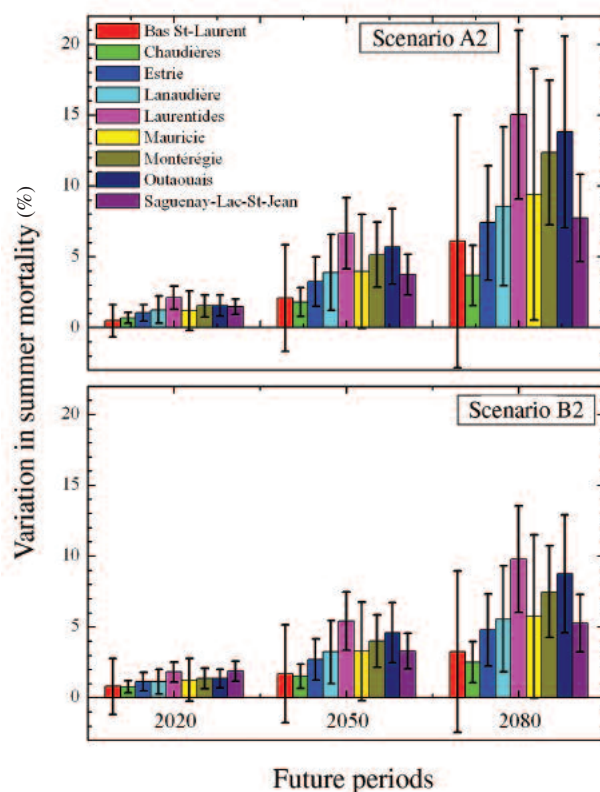 Variation in summer mortality (%)
Scenario A2
Bas St-Laurent
Chaudières
Estrie
Lanaudière
Laurentides
Mauricie
Montérégie
Outaouais
Saguenay-Lac-St-Jean
20
15
10
5
0
Scenario B2
20
15
10
5
0
2020
2050
2080
Future periods